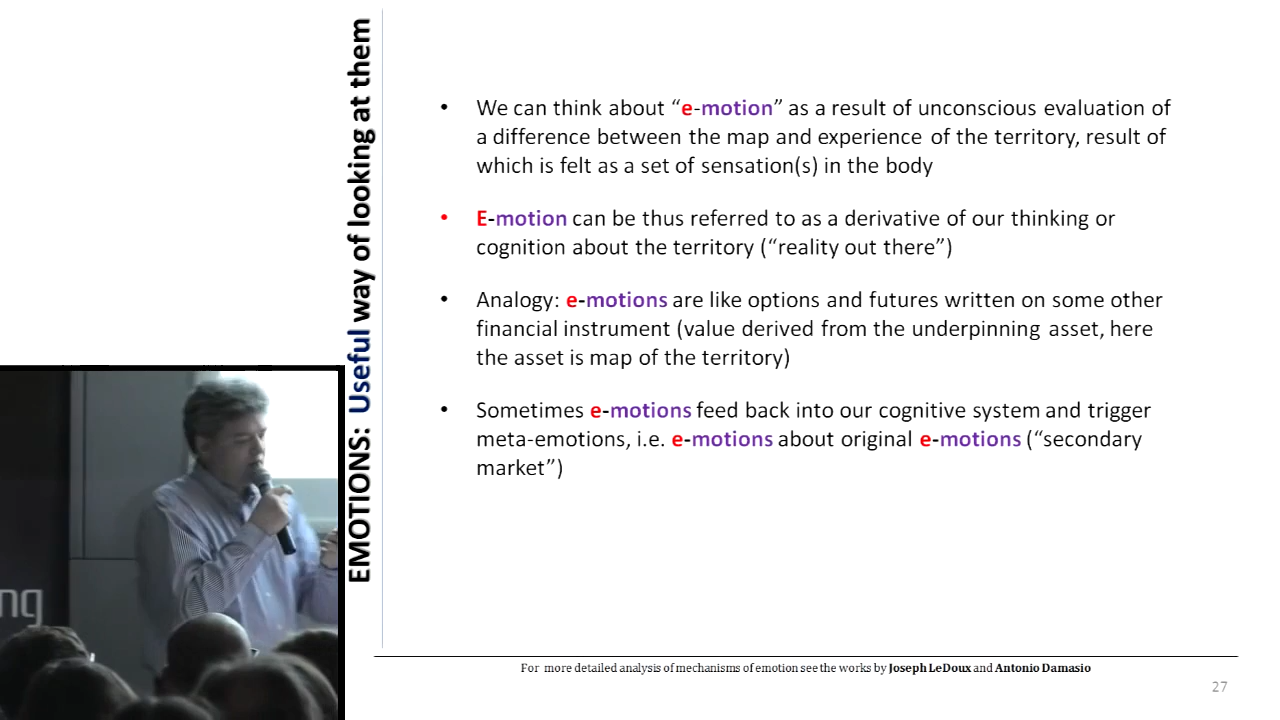 EMOTIONS: Useful way of looking at them
• We can think about “e-motion” as a result of unconscious evaluation of
a difference between the map and experience of the territory, result of
which is felt as a set of sensation(s) in the body
• E-motion can be thus referred to as a derivative of our thinking or
cognition about the territory (“reality out there”)
• Analogy: e-motions are like options and futures written on some other
financial instrument (value derived from the underpinning asset, here
the asset is map of the territory)
• Sometimes e-motions feed back into our cognitive system and trigger
meta-emotions, i.e. e-motions about original e-motions (“secondary
market”)
ng
For more detailed analysis of mechanisms of emotion see the works by Joseph LeDoux and Antonio Damasio
27